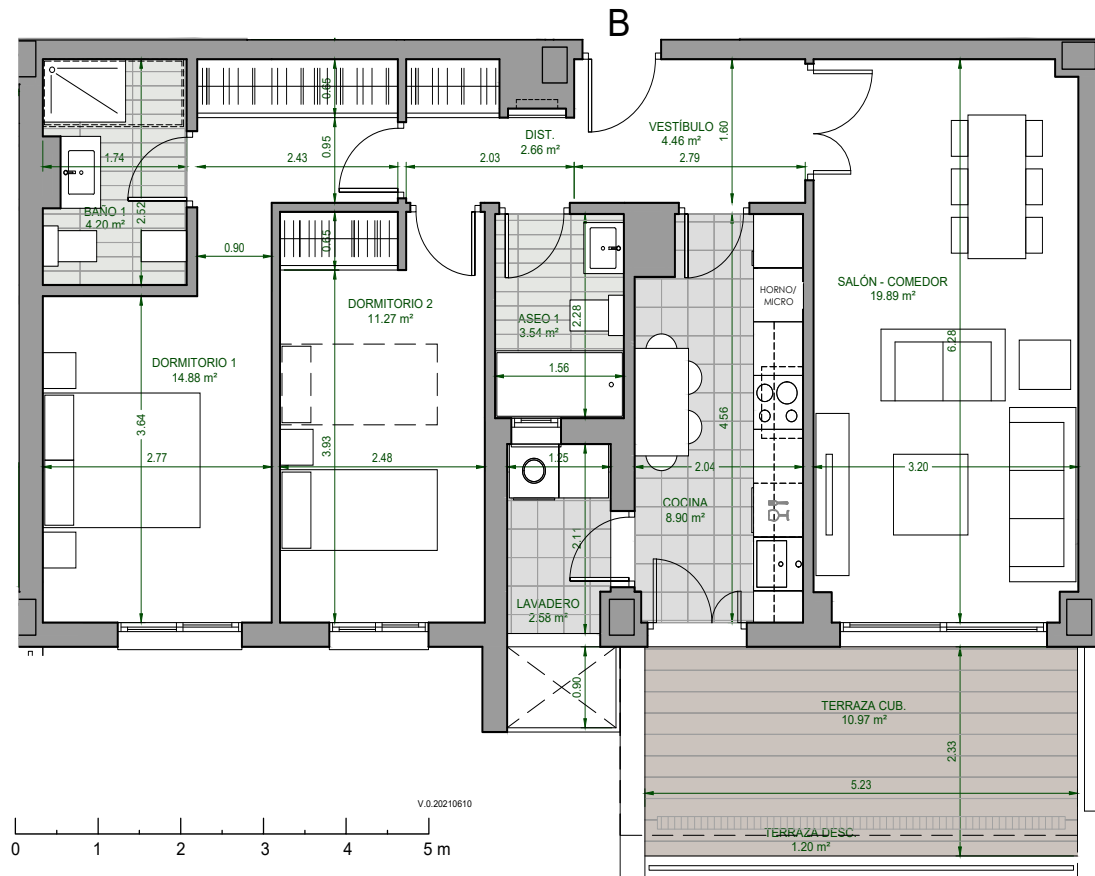 B
0.65
0.65
DIST.
2.66 m²
VESTÍBULO
4.46 m²
1.60
0.95
1.74
2.43
2.03
2.79
BAÑO 1
4.20 m²
2.52
0.90
HORNO/
MICRO
SALÓN - COMEDOR
19.89 m²
DORMITORIO 2
11.27 m²
ASEO 1
3.54 m²
2.28
6.28
DORMITORIO 1
14.88 m²
1.56
3.64
3.93
4.56
2.77
2.48
1.25
2.04
3.20
COCINA
8.90 m²
2.11
LAVADERO
2.58 m²
0.90
TERRAZA CUB.
10.97 m²
2.33
5.23
TERRAZA DESC.
1.20 m²
V.0.20210610
0 1 2 3 4 5 m